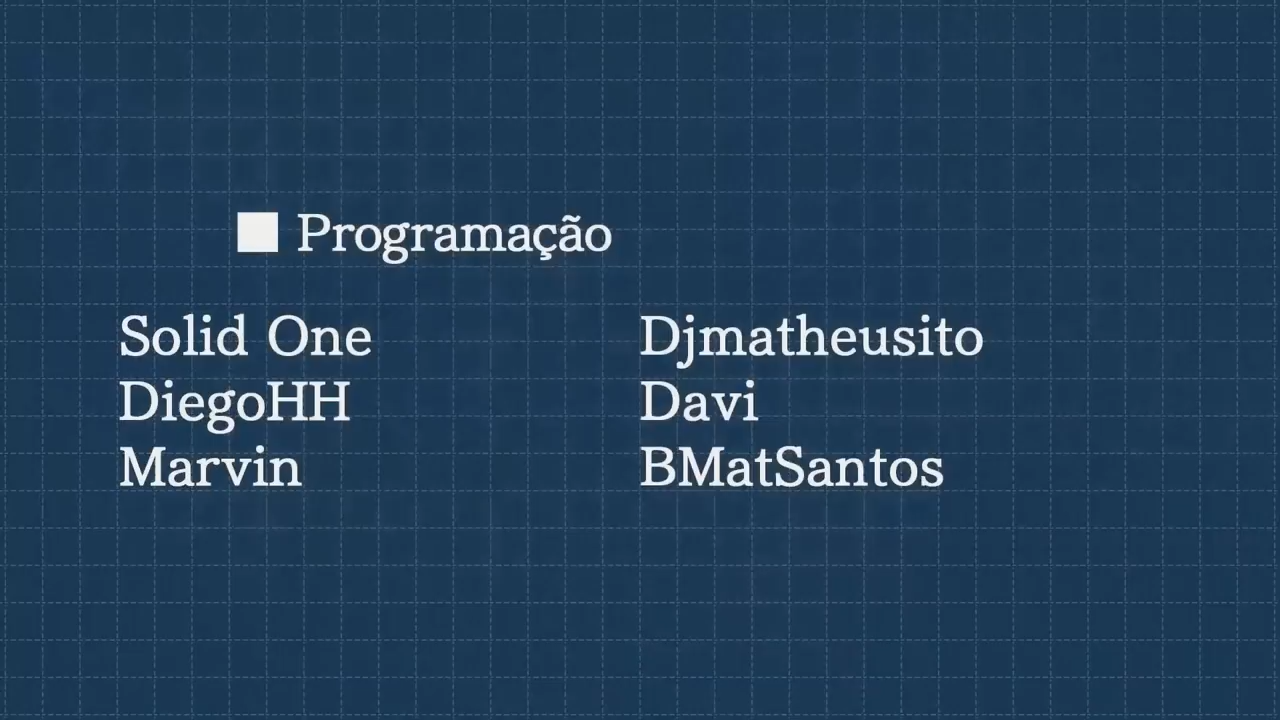 ■ Programação
Solid One
DiegoHH
Marvin
Djmatheusito
Davi
BMatSantos